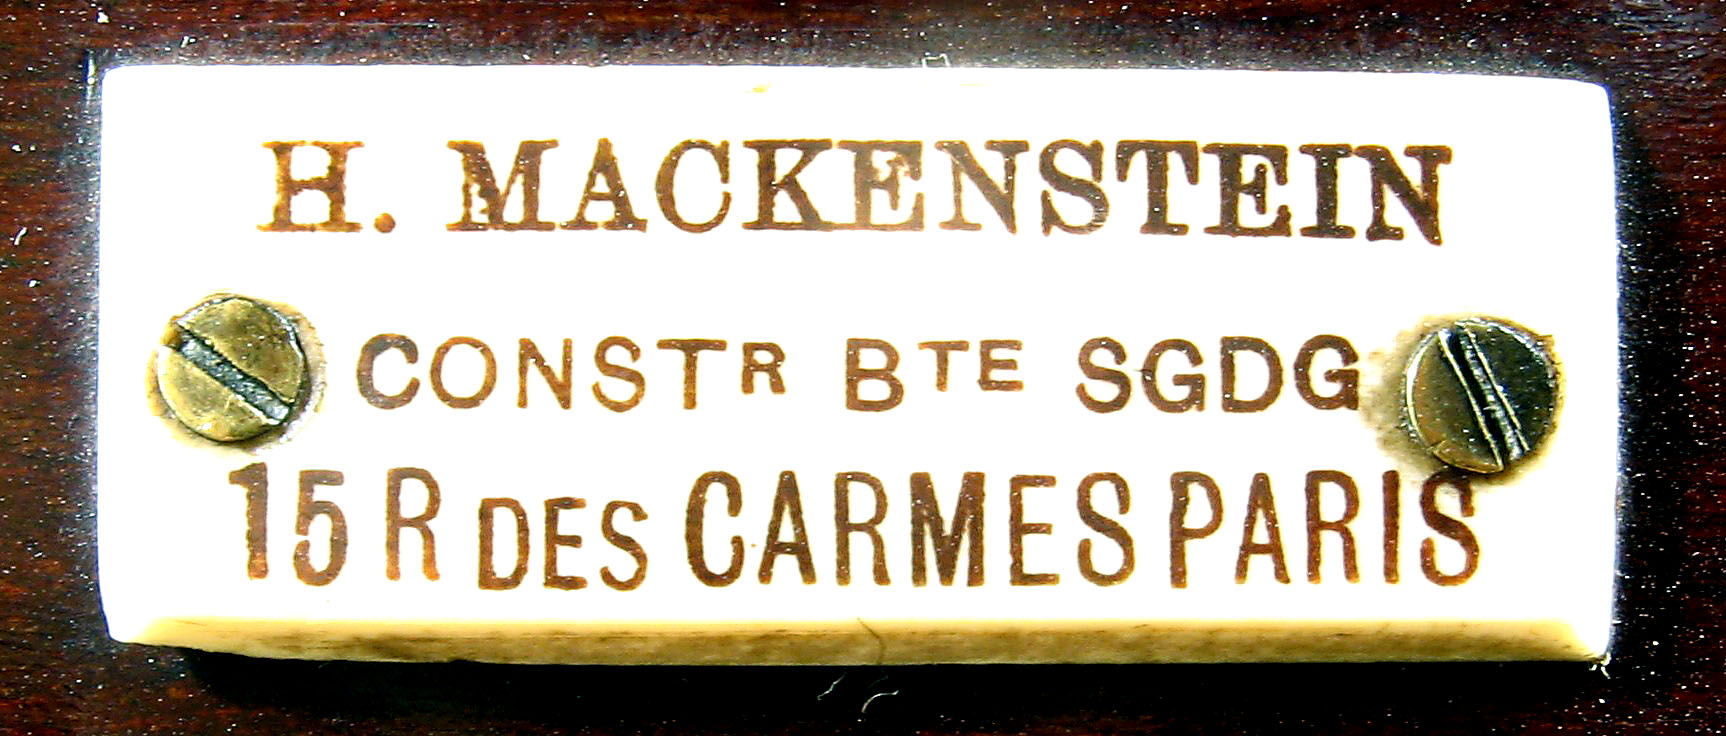 H. MACKENSTEIN
CONSTR BTE SGDG
15 R DES CARMES PARIS